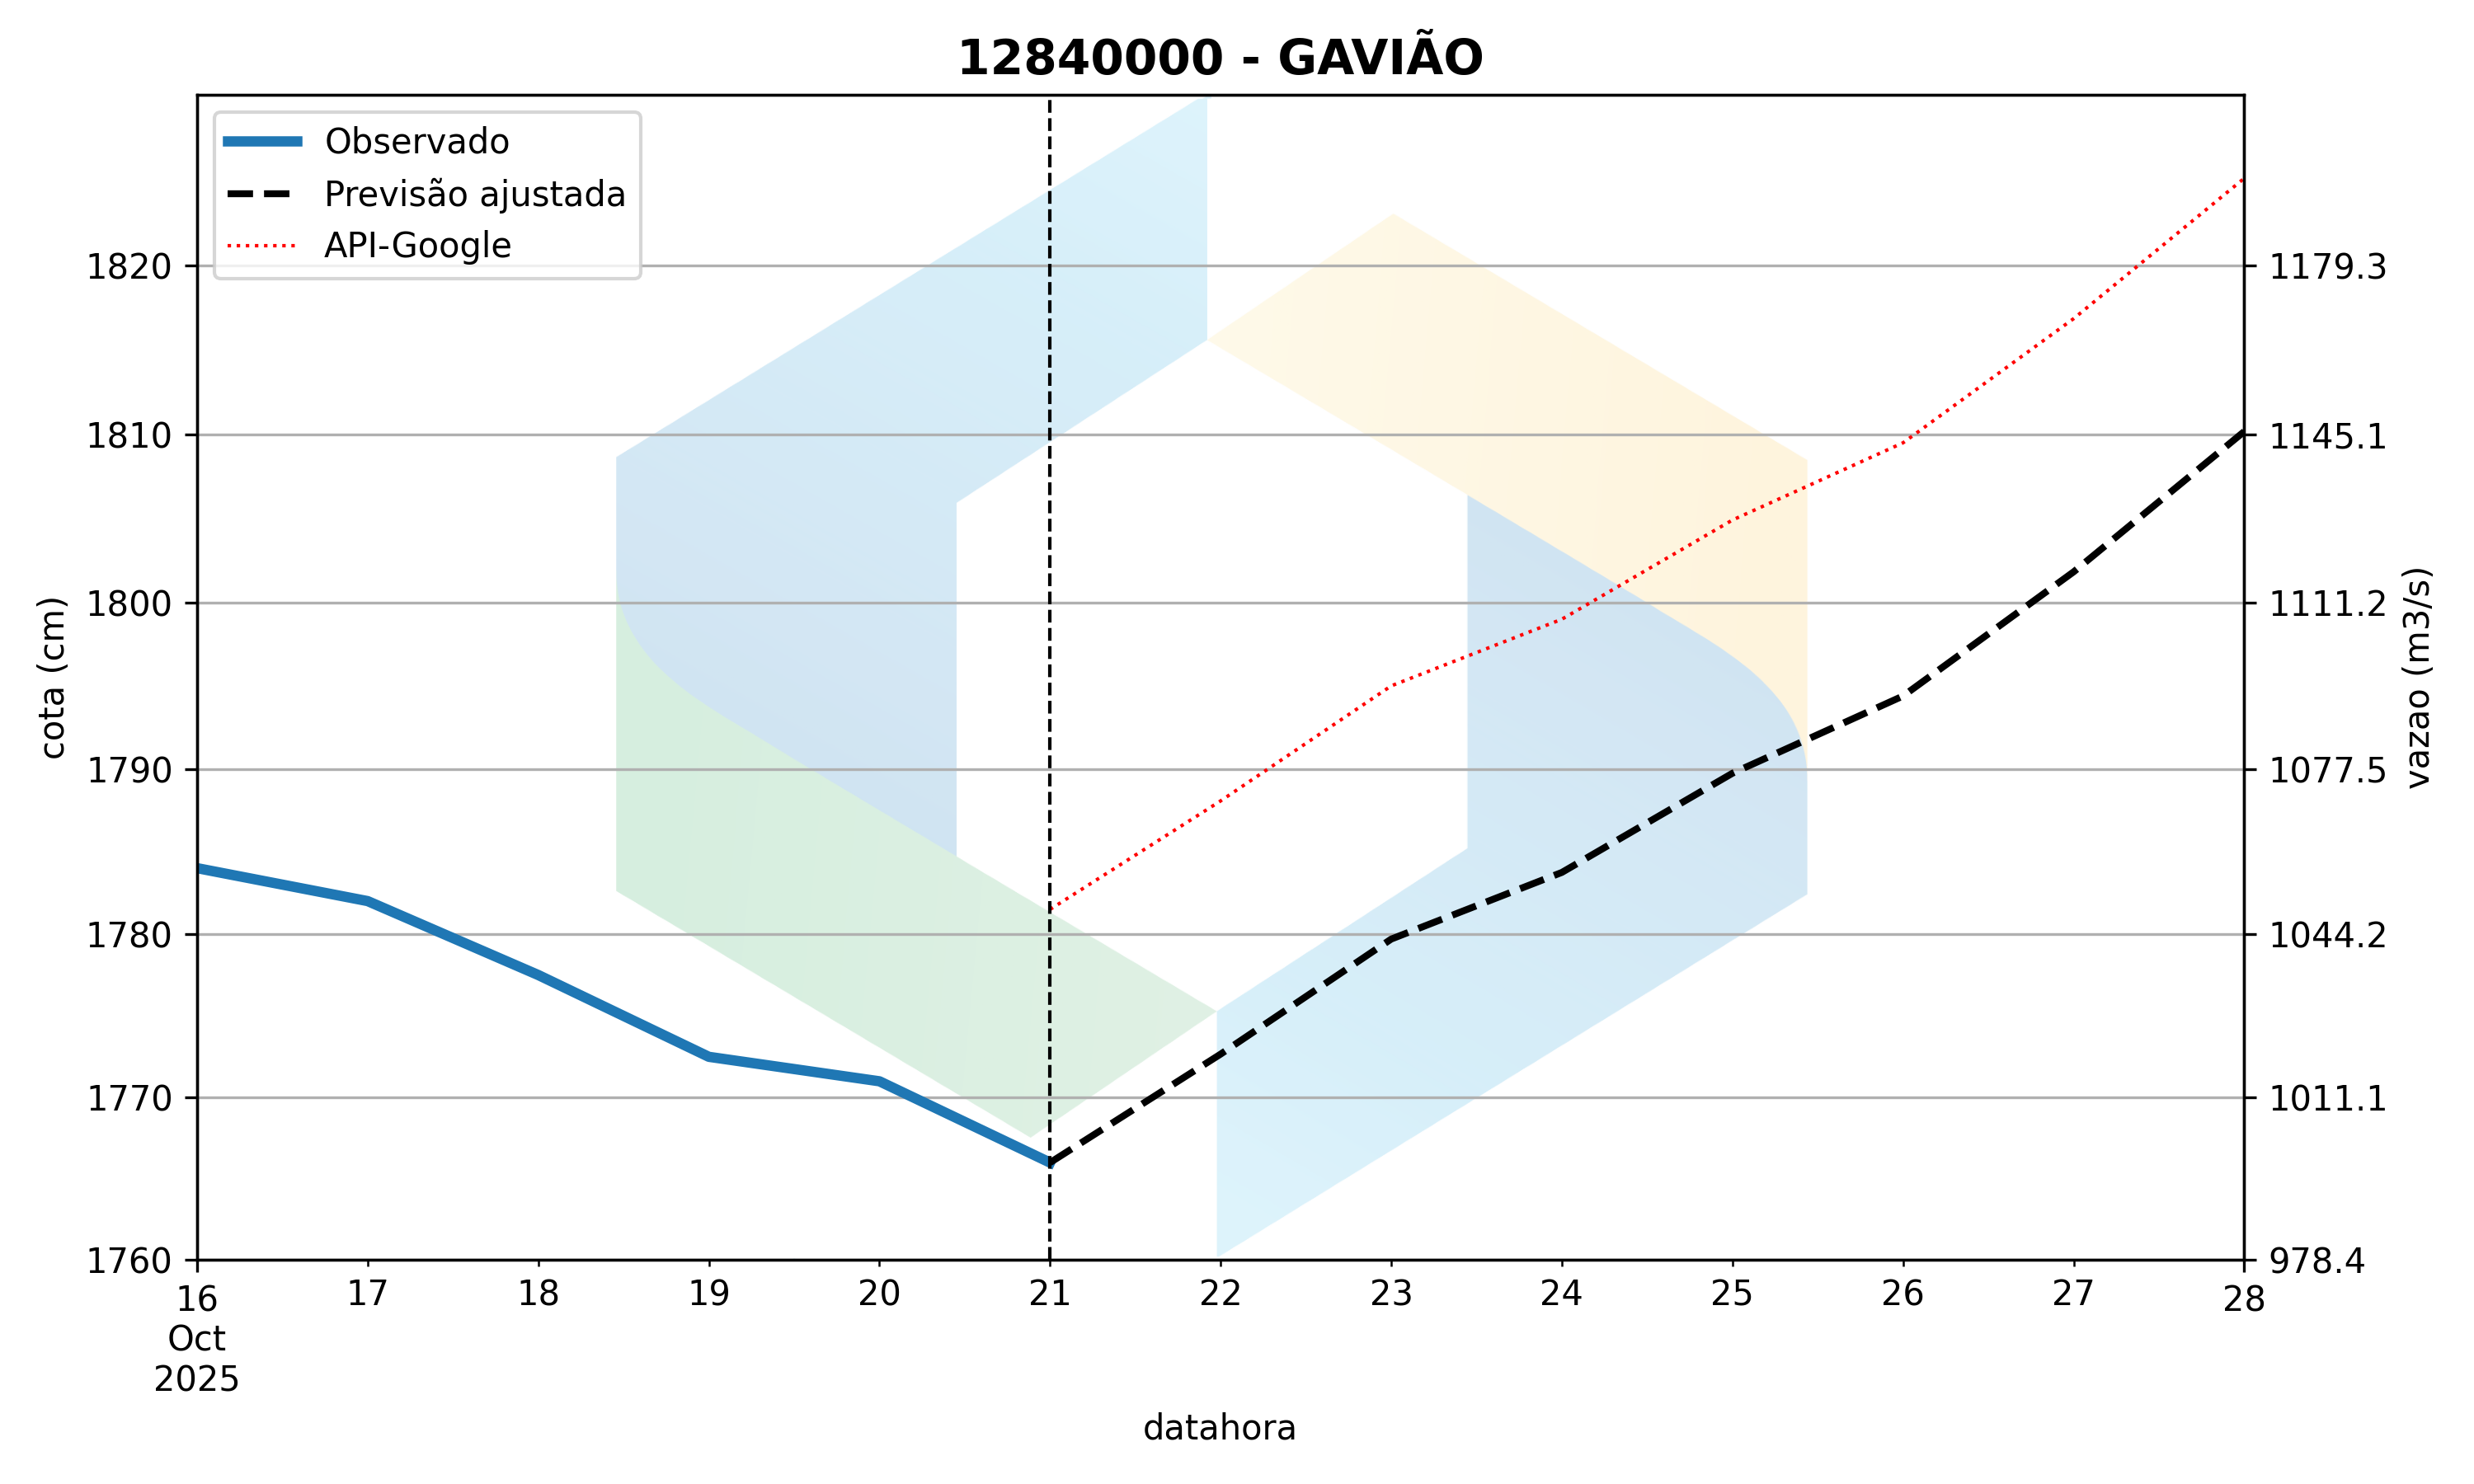 12840000 - GAVIÃO
Observado
Previsão ajustada
API-Google
1820
1810
1800
1790
1780
1770
1760
cota (cm)
1179.3
1145.1
1111.2
1077.5
1044.2
1011.1
978.4
vazao (m3/s)
16 17 18 19 20 21 22 23 24 25 26 27 28
Oct
2025
datahora